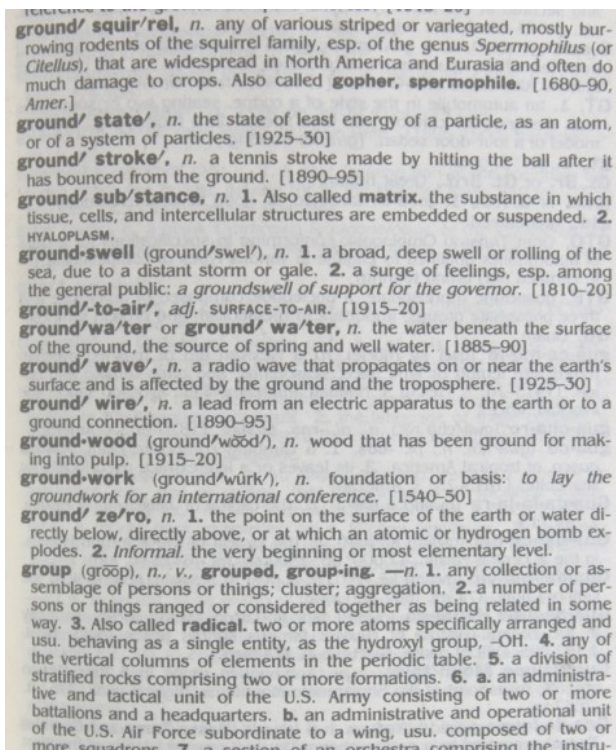 ground′ squir′rel, n. any of various striped or variegated, mostly bur-
rowing rodents of the squirrel family, esp. of the genus Spermophilus (or
Citellus), that are widespread in North America and Eurasia and often do
much damage to crops. Also called gopher, spermophile. [1680–90,
Amer.]
ground′ state′, n. the state of least energy of a particle, as an atom,
or of a system of particles. [1925–30]
ground′ stroke′, n. a tennis stroke made by hitting the ball after it
has bounced from the ground. [1890–95]
ground′ sub′stance, n. 1. Also called matrix. the substance in which
tissue, cells, and intercellular structures are embedded or suspended. 2.
HYALOPLASM.
ground•swell (ground′swel′), n. 1. a broad, deep swell or rolling of the
sea, due to a distant storm or gale. 2. a surge of feelings, esp. among
the general public: a groundswell of support for the governor. [1810–20]
ground′-to-air′, adj. SURFACE-TO-AIR. [1915–20]
ground′wa′ter or ground′ wa′ter, n. the water beneath the surface
of the ground, the source of spring and well water. [1885–90]
ground′ wave′, n. a radio wave that propagates on or near the earth's
surface and is affected by the ground and the troposphere. [1925–30]
ground′ wire′, n. a lead from an electric apparatus to the earth or to a
ground connection. [1890–95]
ground•wood (ground′wo͝od′), n. wood that has been ground for mak-
ing into pulp. [1915–20]
ground•work (ground′wûrk′), n. foundation or basis: to lay the
groundwork for an international conference. [1540–50]
ground′ ze′ro, n. 1. the point on the surface of the earth or water di-
rectly below, directly above, or at which an atomic or hydrogen bomb ex-
plodes. 2. Informal. the very beginning or most elementary level.
group (gro͞op), n., v., grouped, group•ing. —n. 1. any collection or as-
semblage of persons or things; cluster; aggregation. 2. a number of per-
sons or things ranged or considered together as being related in some
way. 3. Also called radical. two or more atoms specifically arranged and
usu. behaving as a single entity, as the hydroxyl group, -OH. 4. any of
the vertical columns of elements in the periodic table. 5. a division of
stratified rocks comprising two or more formations. 6. a. an administra-
tive and tactical unit of the U.S. Army consisting of two or more
battalions and a headquarters. b. an administrative and operational unit
of the U.S. Air Force subordinate to a wing, usu. composed of two or
more squadrons. 7. a section of an orchestra comprising the instru-